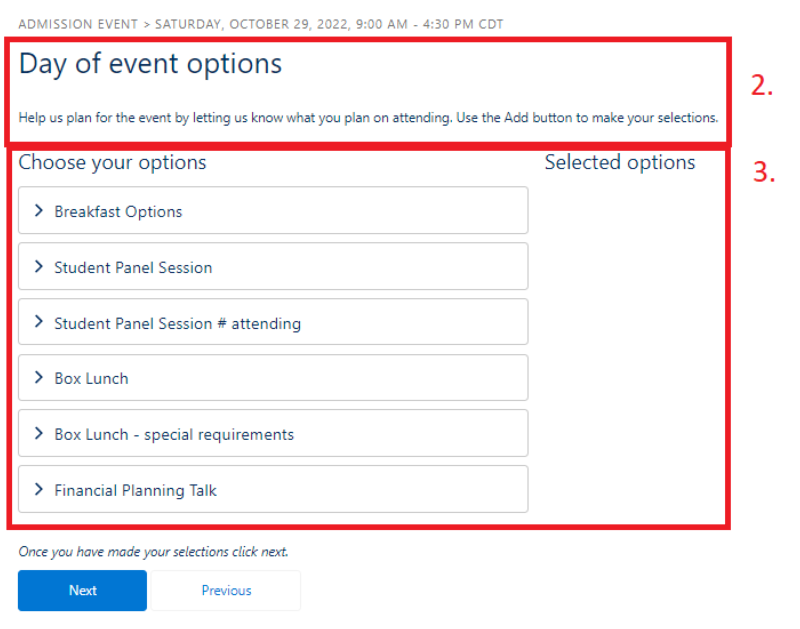 ADMISSION EVENT > SATURDAY, OCTOBER 29, 2022, 9:00 AM - 4:30 PM CDT
Day of event options
2.
Help us plan for the event by letting us know what you plan on attending. Use the Add button to make your selections.
Choose your options
Selected options
3.
Breakfast Options
Student Panel Session
Student Panel Session # attending
Box Lunch
Box Lunch - special requirements
Financial Planning Talk
Once you have made your selections click next.
Next
Previous